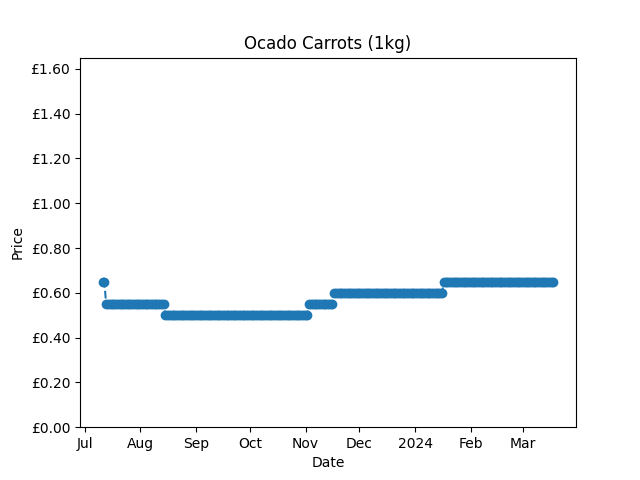 Ocado Carrots (1kg)
£1.60
£1.40
£1.20
£1.00
£0.80
£0.60
£0.40
£0.20
£0.00
Price
Jul Aug Sep Oct Nov Dec 2024 Feb Mar
Date